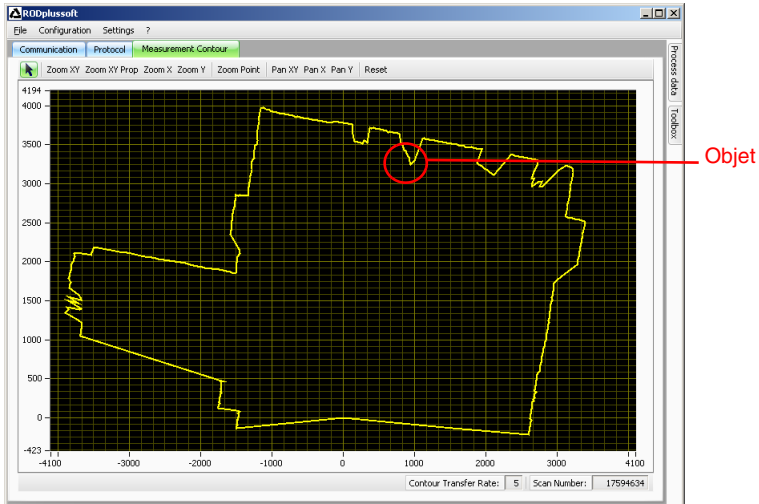 RODplussoft
File Configuration Settings ?
Communication Protocol Measurement Contour
Zoom XY Zoom XY Prop Zoom X Zoom Y Zoom Point Pan XY Pan X Pan Y Reset
Process data
Toolbox
Objet
4194
4000
3500
3000
2500
2000
1500
1000
500
0
-423
-4100 -3000 -2000 -1000 0 1000 2000 3000 4100
Contour Transfer Rate: 5 Scan Number: 17594634